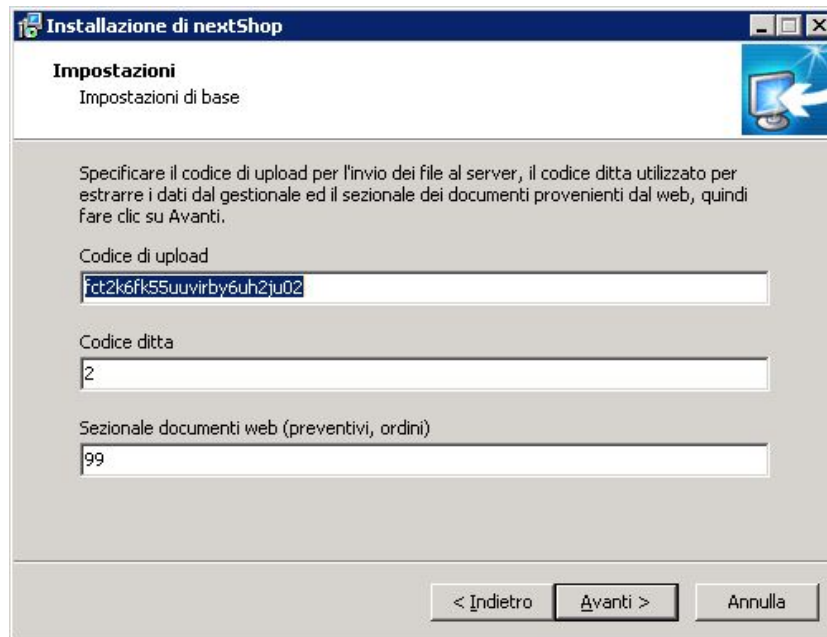 Installazione di nextShop
Impostazioni
Impostazioni di base
Specificare il codice di upload per l'invio dei file al server, il codice ditta utilizzato per
estrarre i dati dal gestionale ed il sezionale dei documenti provenienti dal web, quindi
fare clic su Avanti.
Codice di upload
fct2k6fk55uuvirby6uh2ju02
Codice ditta
2
Sezionale documenti web (preventivi, ordini)
99
< Indietro Avanti > Annulla